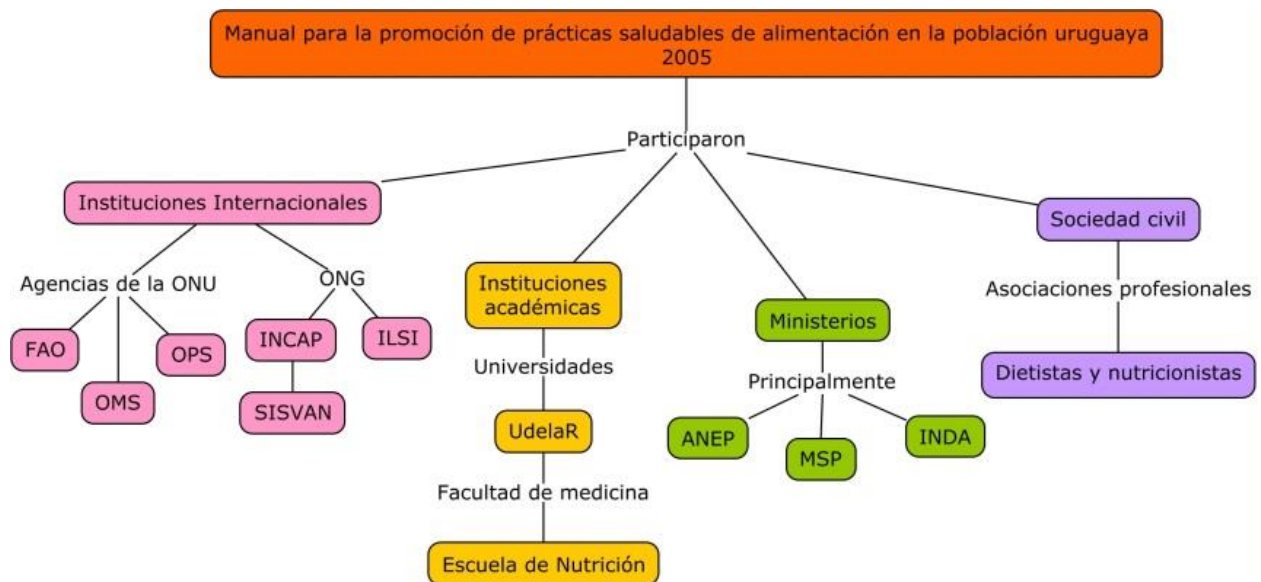 Manual para la promoción de prácticas saludables de alimentación en la población uruguaya
2005
Participaron
Instituciones Internacionales
Sociedad civil
Agencias de la ONU
ONG
Instituciones
académicas
Asociaciones profesionales
Ministerios
FAO
OPS
INCAP
ILSI
Universidades
Principalmente
Dietistas y nutricionistas
OMS
SISVAN
UdelaR
ANEP
MSP
INDA
Facultad de medicina
Escuela de Nutrición